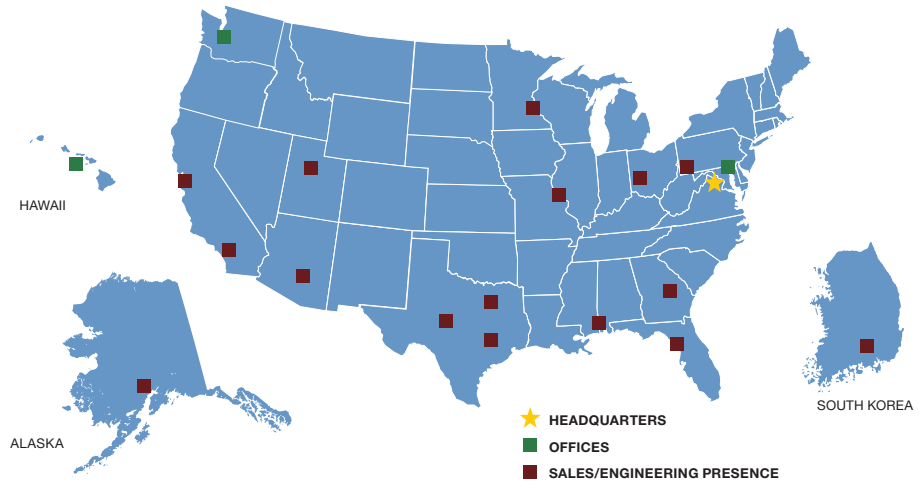 HAWAII
ALASKA
SOUTH KOREA
HEADQUARTERS
OFFICES
SALES/ENGINEERING PRESENCE